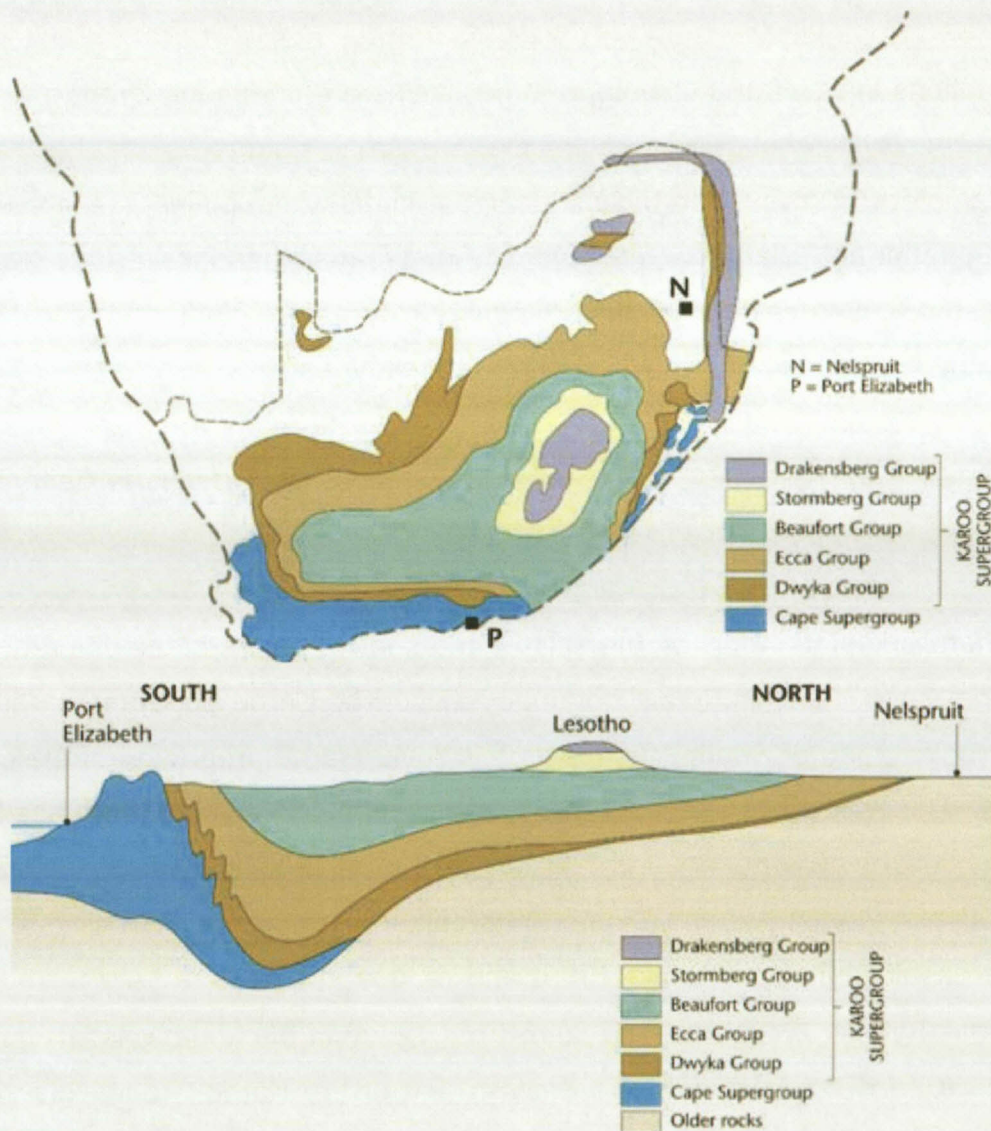 N
N = Nelspruit
P = Port Elizabeth
Drakensberg Group
Stormberg Group
Beaufort Group
Ecca Group
Dwyka Group
Cape Supergroup
KAROO
SUPERGROUP
P
SOUTH
NORTH
Port
Elizabeth
Lesotho
Nelspruit
Drakensberg Group
Stormberg Group
Beaufort Group
Ecca Group
Dwyka Group
Cape Supergroup
Older rocks
KAROO
SUPERGROUP